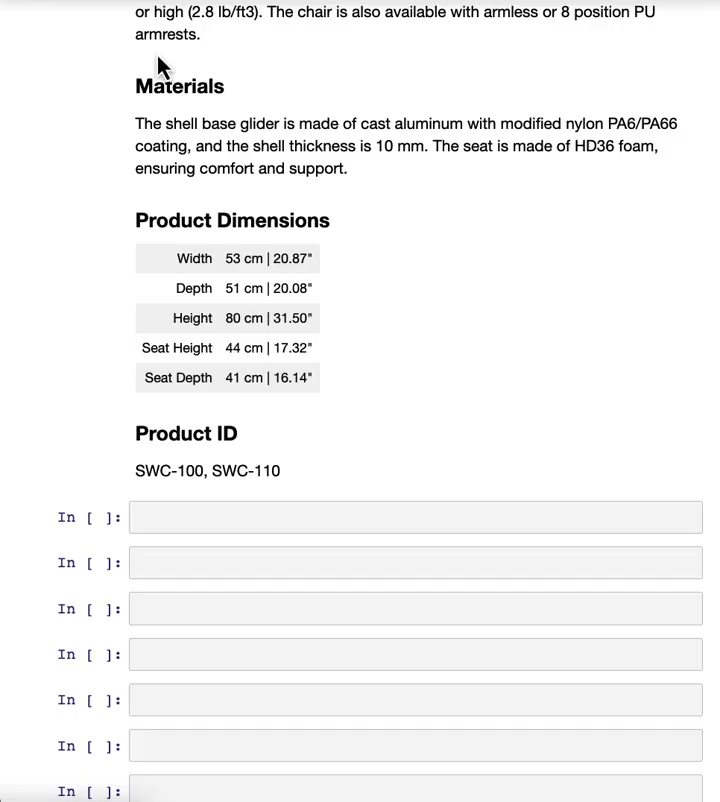 or high (2.8 lb/ft3). The chair is also available with armless or 8 position PU
armrests.
Materials
The shell base glider is made of cast aluminum with modified nylon PA6/PA66
coating, and the shell thickness is 10 mm. The seat is made of HD36 foam,
ensuring comfort and support.
Product Dimensions
Width 53 cm | 20.87"
Depth 51 cm | 20.08"
Height 80 cm | 31.50"
Seat Height 44 cm | 17.32"
Seat Depth 41 cm | 16.14"
Product ID
SWC-100, SWC-110
In [ ]:
In [ ]:
In [ ]:
In [ ]:
In [ ]:
In [ ]:
In [ ]: